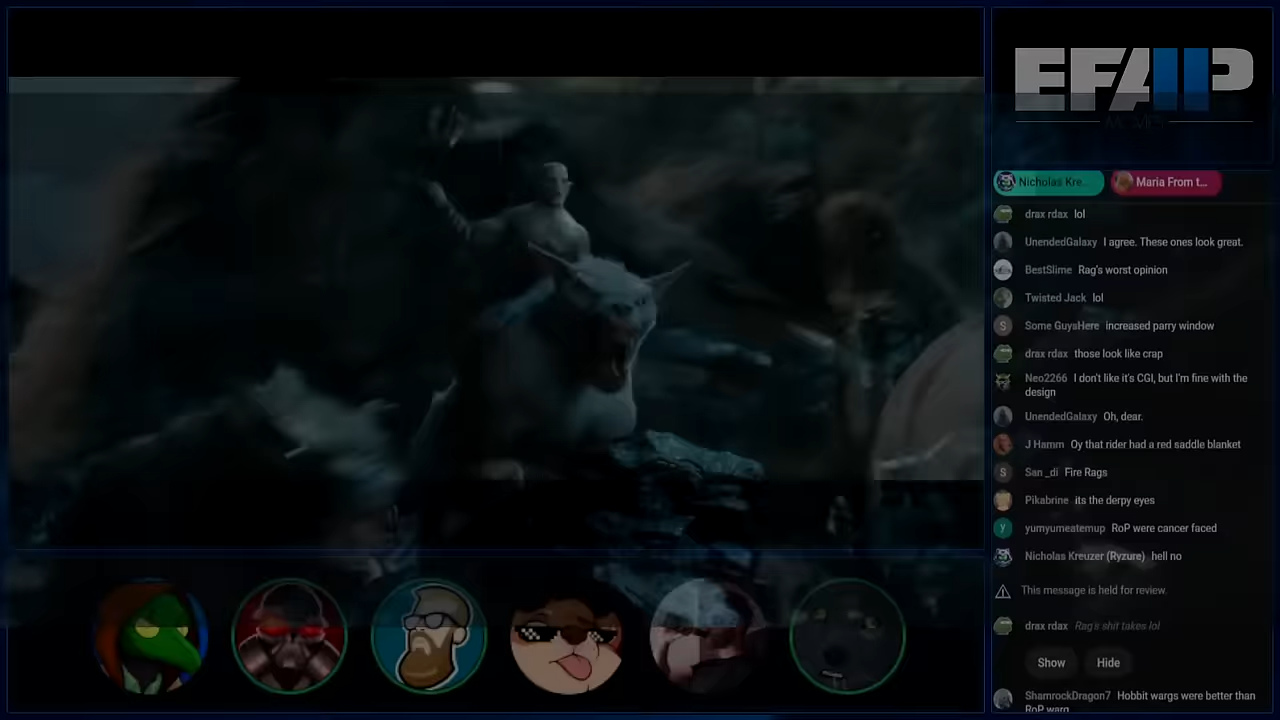 EFAP
MOVIES
Nicholas Kre...
Maria From t...
drax rdax lol
UnendedGalaxy I agree. These ones look great.
BestSlime Rag's worst opinion
Twisted Jack lol
S
Some GuyaHere increased parry window
drax rdax those look like crap
Neo2266 I don't like it's CGI, but I'm fine with the
design
UnendedGalaxy Oh, dear.
J Hamm Oy that rider had a red saddle blanket
S
San _di Fire Rags
Pikabrine its the derpy eyes
Y
yumyumeatemup RoP were cancer faced
Nicholas Kreuzer (Ryzure) hell no
This message is held for review.
drax rdax Rag's shit takes lol
Show Hide
ShamrockDragon7 Hobbit wargs were better than
RoP warg